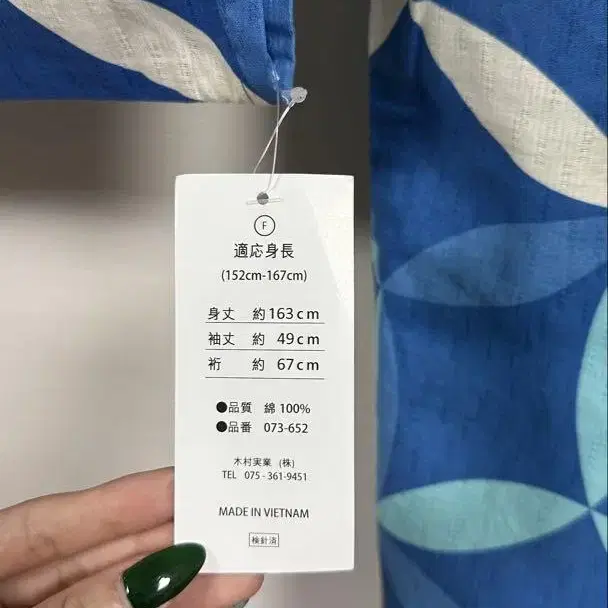 F
適応身長
(152cm-167cm)
身丈 約163cm
袖丈 約 49cm
裄 約 67cm
●品質 綿 100%
●品番 073-652
木村実業 (株)
TEL 075-361-9451
MADE IN VIETNAM
検針済